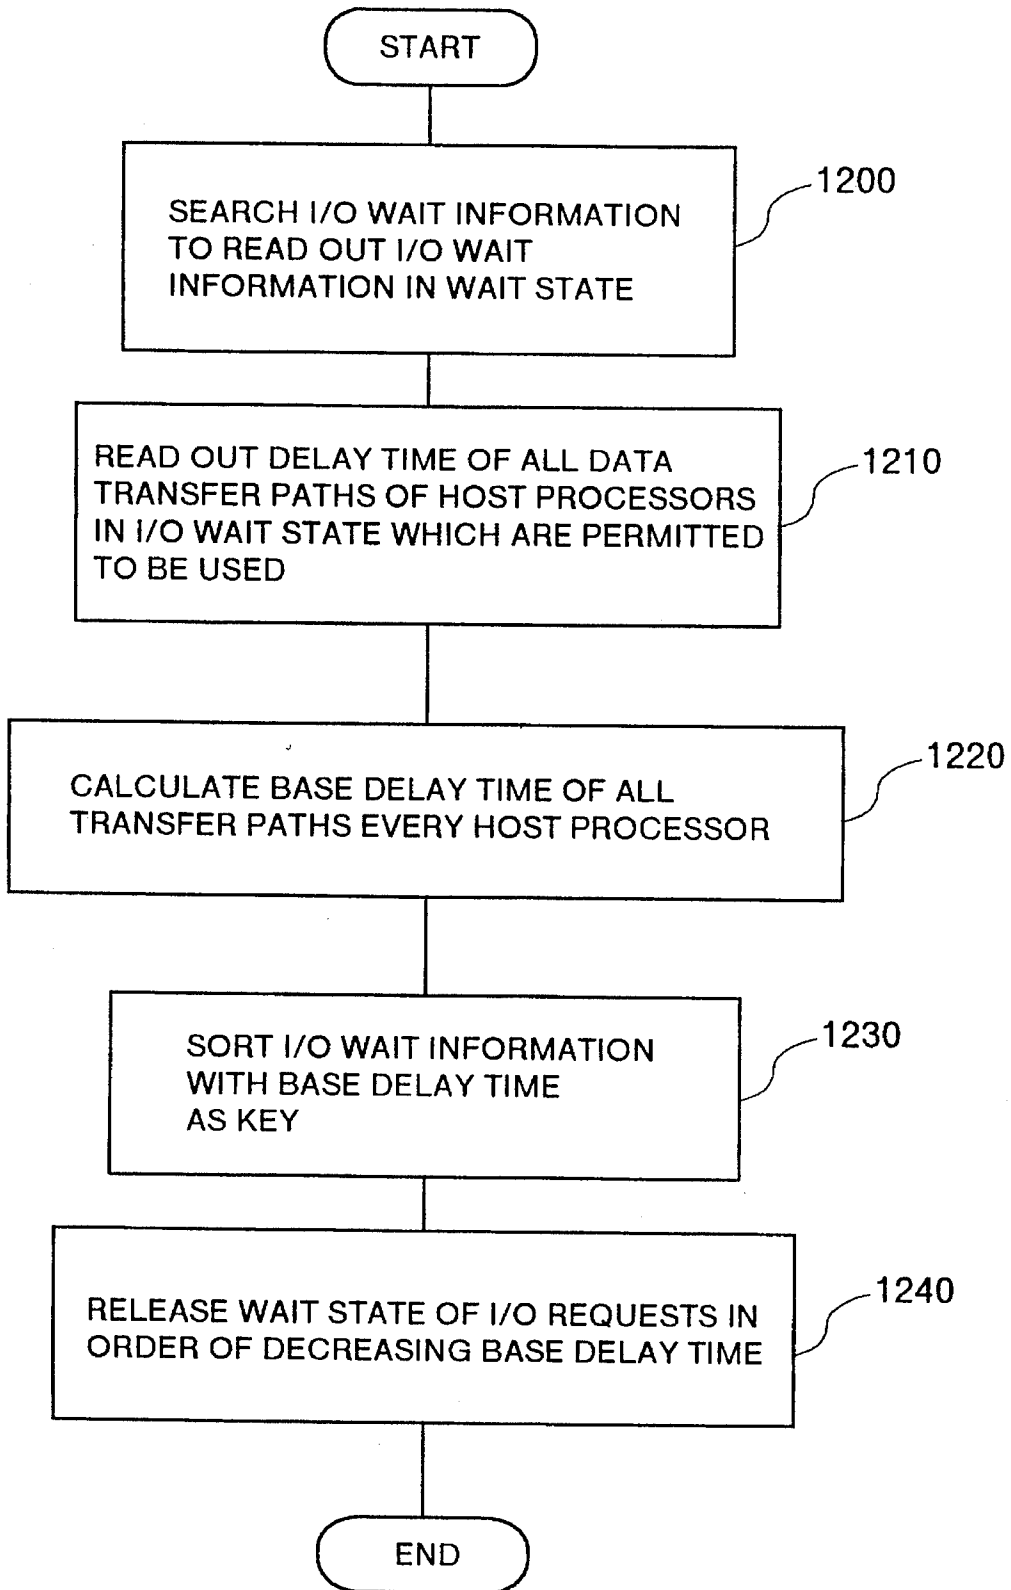 START
SEARCH I/O WAIT INFORMATION
TO READ OUT I/O WAIT
INFORMATION IN WAIT STATE
1200
READ OUT DELAY TIME OF ALL DATA
TRANSFER PATHS OF HOST PROCESSORS
IN I/O WAIT STATE WHICH ARE PERMITTED
TO BE USED
1210
CALCULATE BASE DELAY TIME OF ALL
TRANSFER PATHS EVERY HOST PROCESSOR
1220
SORT I/O WAIT INFORMATION
WITH BASE DELAY TIME
AS KEY
1230
RELEASE WAIT STATE OF I/O REQUESTS IN
ORDER OF DECREASING BASE DELAY TIME
1240
END